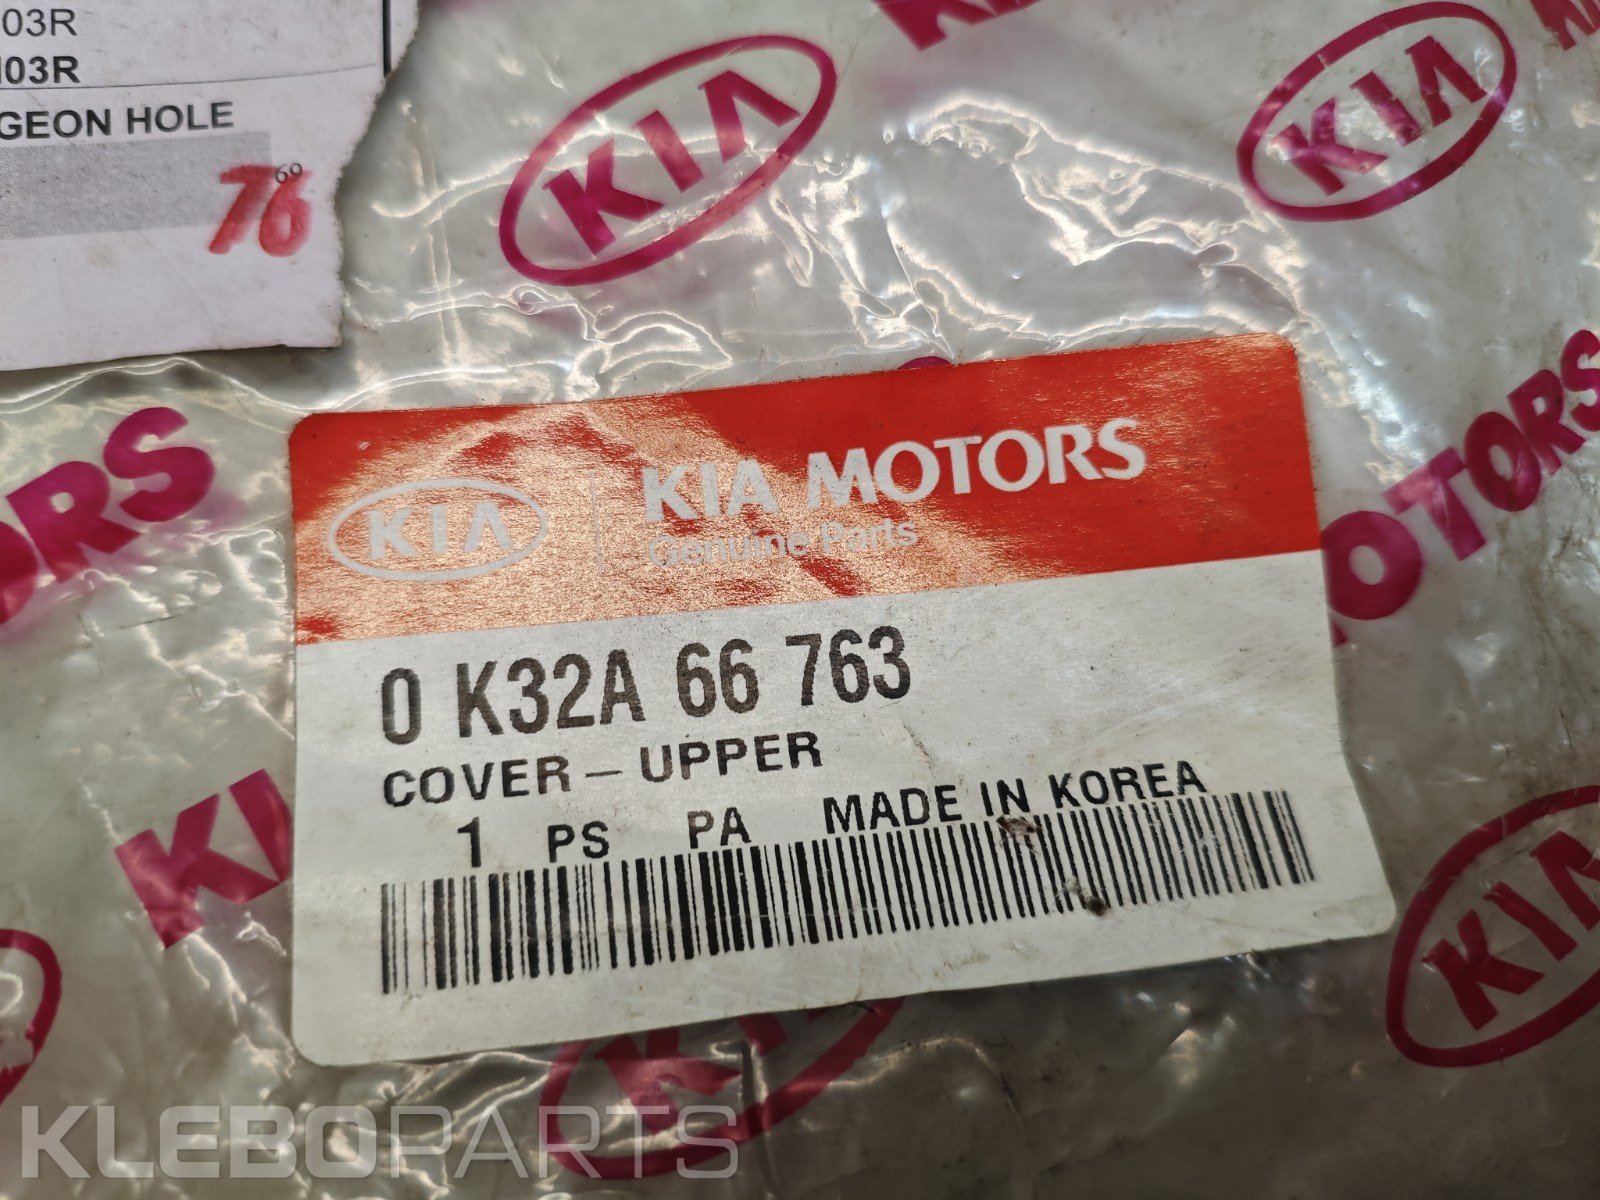 03R
03R
GEON HOLE
69
76
KIA
KIA
MOTORS
KIA
KIA MOTORS
Genuine Parts
0 K32A 66 763
COVER - UPPER
1 PS PA MADE IN KOREA
KIA
KIA
KLEBOPARTS